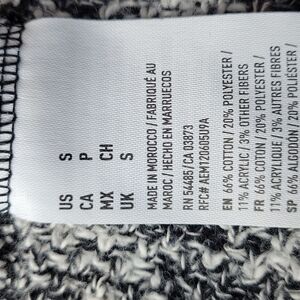 US S
CA P
MX CH
UK S
MADE IN MOROCCO / FABRIQUÉ AU
MAROC / HECHO EN MARRUECOS
RN 54485/CA 03973
RFC# AEM12060BU9A
EN 66% COTTON / 20% POLYESTER /
11% ACRYLIC / 3% OTHER FIBERS
FR 66% COTON / 20% POLYESTER /
11% ACRYLIQUE / 3% AUTRES FIBRES
SP 66% ALGODÓN / 20% POLIÉSTER /